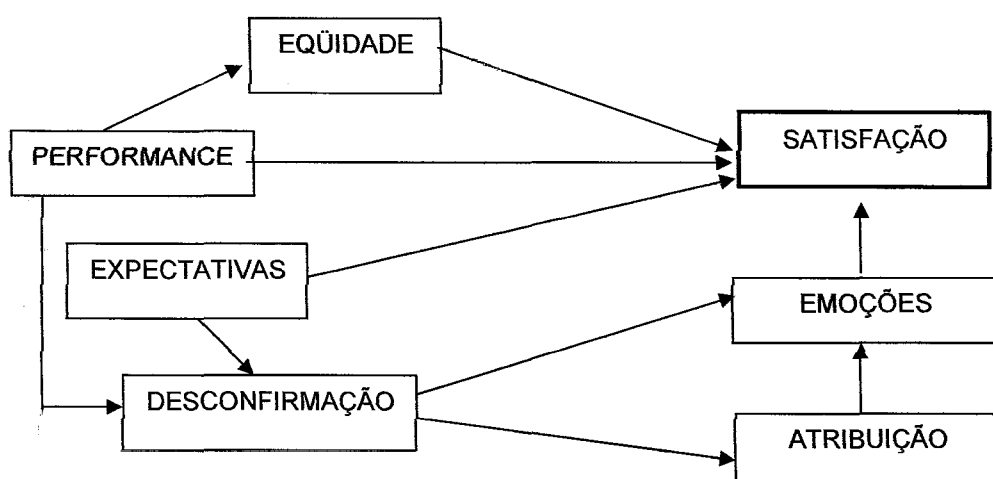 EQÜIDADE
PERFORMANCE
SATISFAÇÃO
EXPECTATIVAS
EMOÇÕES
DESCONFIRMAÇÃO
ATRIBUIÇÃO